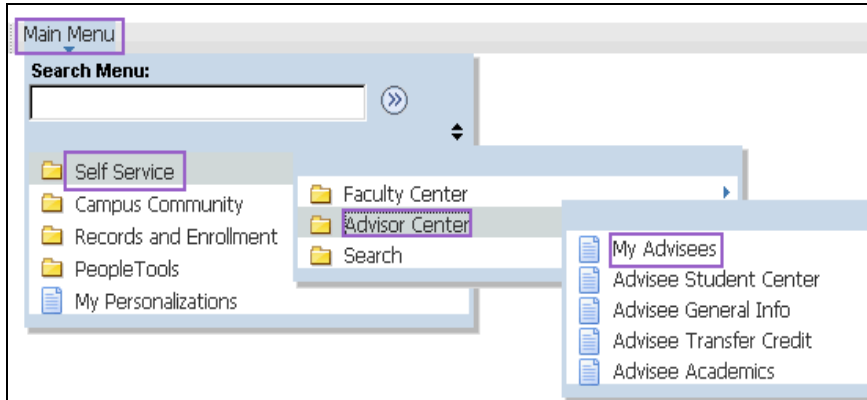 Main Menu
Search Menu:
Self Service
Campus Community
Records and Enrollment
PeopleTools
My Personalizations
Faculty Center
Advisor Center
Search
My Advisees
Advisee Student Center
Advisee General Info
Advisee Transfer Credit
Advisee Academics